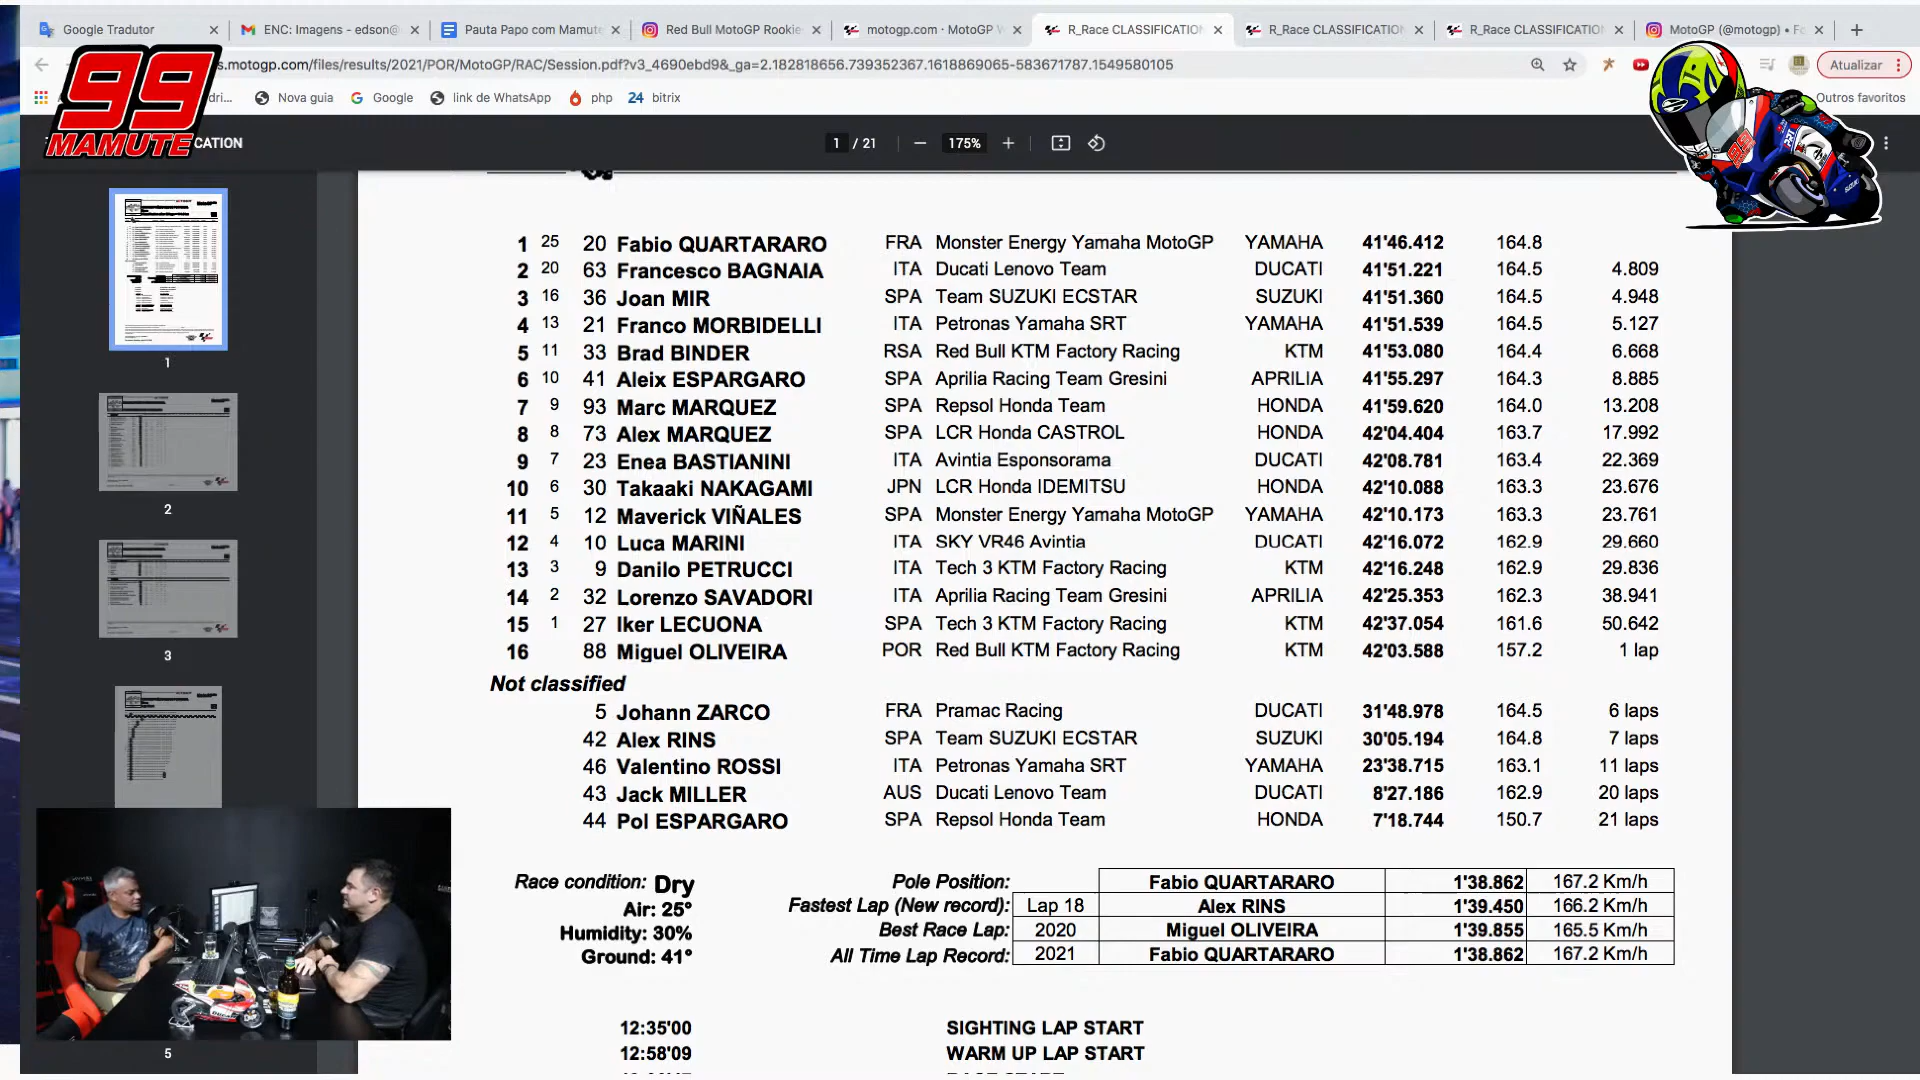 Google Tradutor
ENC: Imagens - edson@
Pauta Papo com Mamute
Red Bull MotoGP Rookie
motogp.com · MotoGP W
R_Race CLASSIFICATION
R_Race CLASSIFICATION
R_Race CLASSIFICATION
MotoGP (@motogp) • Fo
s.motogp.com/files/results/2021/POR/MotoGP/RAC/Session.pdf?v3_4690ebd9&_ga=2.182818656.739352367.1618869065-583671787.1549580105
Atualizar
dri...
Nova guia
Google
link de WhatsApp
php
24 bitrix
Outros favoritos
99
MAMUTE
CATION
1 / 21
175%
1 25 20 Fabio QUARTARARO FRA Monster Energy Yamaha MotoGP YAMAHA 41'46.412 164.8
2 20 63 Francesco BAGNAIA ITA Ducati Lenovo Team DUCATI 41'51.221 164.5 4.809
3 16 36 Joan MIR SPA Team SUZUKI ECSTAR SUZUKI 41'51.360 164.5 4.948
4 13 21 Franco MORBIDELLI ITA Petronas Yamaha SRT YAMAHA 41'51.539 164.5 5.127
5 11 33 Brad BINDER RSA Red Bull KTM Factory Racing KTM 41'53.080 164.4 6.668
6 10 41 Aleix ESPARGARO SPA Aprilia Racing Team Gresini APRILIA 41'55.297 164.3 8.885
7 9 93 Marc MARQUEZ SPA Repsol Honda Team HONDA 41'59.620 164.0 13.208
8 8 73 Alex MARQUEZ SPA LCR Honda CASTROL HONDA 42'04.404 163.7 17.992
9 7 23 Enea BASTIANINI ITA Avintia Esponsorama DUCATI 42'08.781 163.4 22.369
10 6 30 Takaaki NAKAGAMI JPN LCR Honda IDEMITSU HONDA 42'10.088 163.3 23.676
11 5 12 Maverick VIÑALES SPA Monster Energy Yamaha MotoGP YAMAHA 42'10.173 163.3 23.761
12 4 10 Luca MARINI ITA SKY VR46 Avintia DUCATI 42'16.072 162.9 29.660
13 3 9 Danilo PETRUCCI ITA Tech 3 KTM Factory Racing KTM 42'16.248 162.9 29.836
14 2 32 Lorenzo SAVADORI ITA Aprilia Racing Team Gresini APRILIA 42'25.353 162.3 38.941
15 1 27 Iker LECUONA SPA Tech 3 KTM Factory Racing KTM 42'37.054 161.6 50.642
16 88 Miguel OLIVEIRA POR Red Bull KTM Factory Racing KTM 42'03.588 157.2 1 lap
Not classified
5 Johann ZARCO FRA Pramac Racing DUCATI 31'48.978 164.5 6 laps
42 Alex RINS SPA Team SUZUKI ECSTAR SUZUKI 30'05.194 164.8 7 laps
46 Valentino ROSSI ITA Petronas Yamaha SRT YAMAHA 23'38.715 163.1 11 laps
43 Jack MILLER AUS Ducati Lenovo Team DUCATI 8'27.186 162.9 20 laps
44 Pol ESPARGARO SPA Repsol Honda Team HONDA 7'18.744 150.7 21 laps
Race condition: Dry
Air: 25°
Humidity: 30%
Ground: 41°
Pole Position: Fabio QUARTARARO 1'38.862 167.2 Km/h
Fastest Lap (New record): Lap 18 Alex RINS 1'39.450 166.2 Km/h
Best Race Lap: 2020 Miguel OLIVEIRA 1'39.855 165.5 Km/h
All Time Lap Record: 2021 Fabio QUARTARARO 1'38.862 167.2 Km/h
12:35'00 SIGHTING LAP START
12:58'09 WARM UP LAP START
1
2
3
5